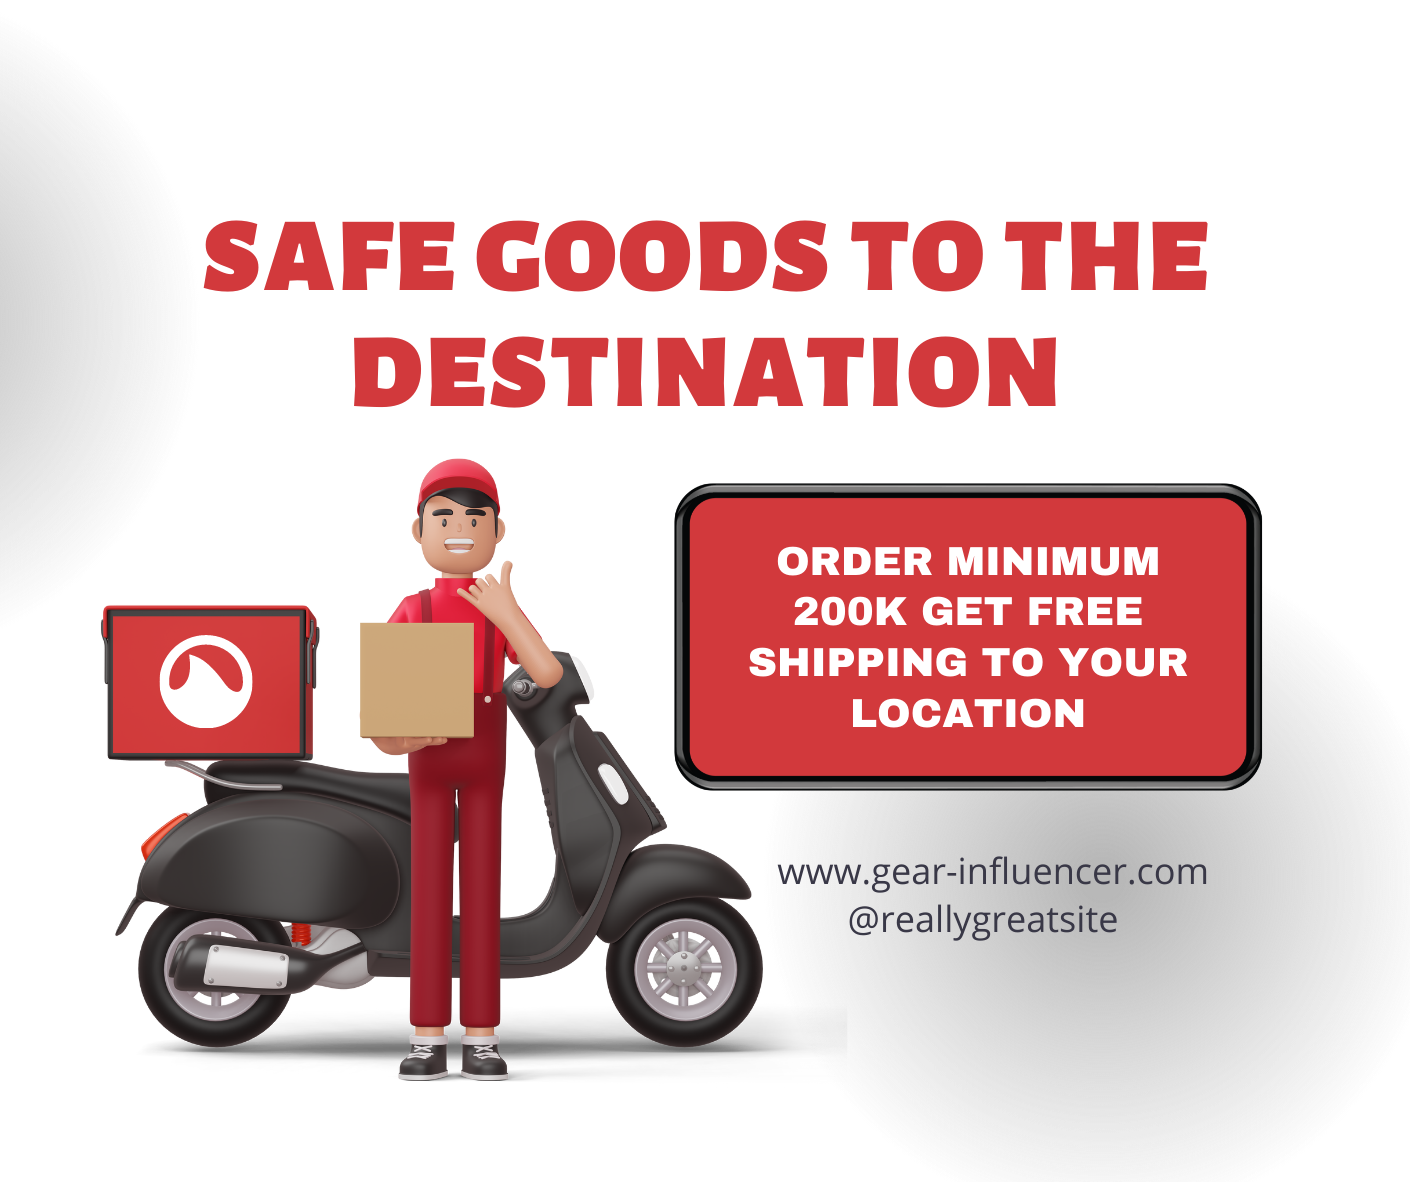 SAFE GOODS TO THE
DESTINATION
ORDER MINIMUM
200K GET FREE
SHIPPING TO YOUR
LOCATION
www.gear-influencer.com
@reallygreatsite